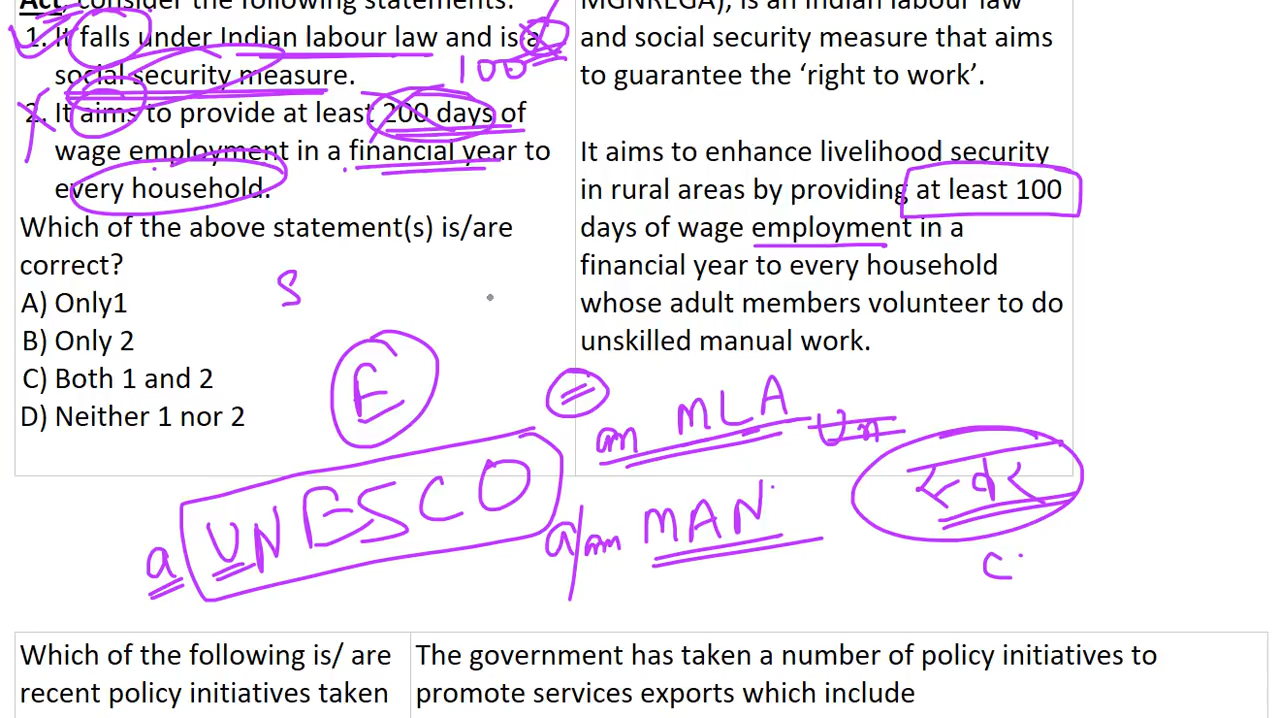 Act, consider the following statements:
1. It falls under Indian labour law and is a
social security measure.
100
2. It aims to provide at least 200 days of
wage employment in a financial year to
every household.
Which of the above statement(s) is/are
correct?
A) Only1
B) Only 2
C) Both 1 and 2
D) Neither 1 nor 2
MGNREGA), is an Indian labour law
and social security measure that aims
to guarantee the ‘right to work’.
It aims to enhance livelihood security
in rural areas by providing at least 100
days of wage employment in a
financial year to every household
whose adult members volunteer to do
unskilled manual work.
S
E
an MLA
a UNESCO
a/an MAN
C
Which of the following is/ are
recent policy initiatives taken
The government has taken a number of policy initiatives to
promote services exports which include